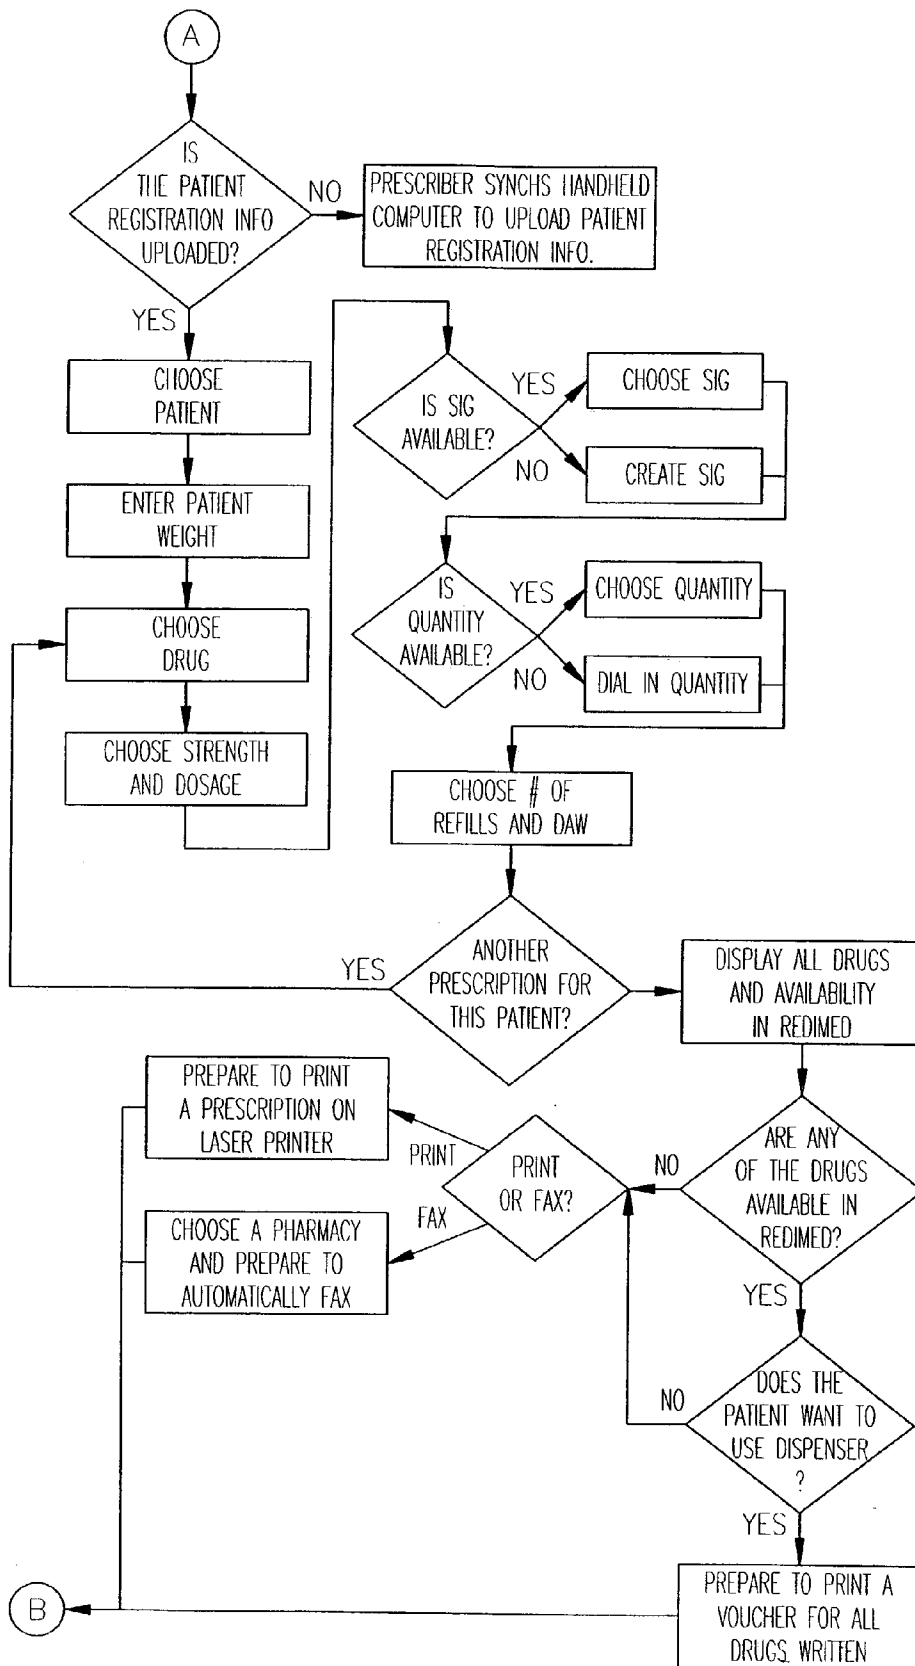 A
IS
THE PATIENT
REGISTRATION INFO
UPLOADED?
NO
PRESCRIBER SYNCHS HANDHELD
COMPUTER TO UPLOAD PATIENT
REGISTRATION INFO.
YES
CHOOSE
PATIENT
ENTER PATIENT
WEIGHT
CHOOSE
DRUG
CHOOSE STRENGTH
AND DOSAGE
IS SIG
AVAILABLE?
YES
CHOOSE SIG
NO
CREATE SIG
IS
QUANTITY
AVAILABLE?
YES
CHOOSE QUANTITY
NO
DIAL IN QUANTITY
CHOOSE # OF
REFILLS AND DAW
ANOTHER
PRESCRIPTION FOR
THIS PATIENT?
YES
DISPLAY ALL DRUGS
AND AVAILABILITY
IN REDIMED
ARE ANY
OF THE DRUGS
AVAILABLE IN
REDIMED?
NO
PRINT
OR FAX?
PRINT
PREPARE TO PRINT
A PRESCRIPTION ON
LASER PRINTER
FAX
CHOOSE A PHARMACY
AND PREPARE TO
AUTOMATICALLY FAX
YES
DOES THE
PATIENT WANT TO
USE DISPENSER
?
NO
YES
PREPARE TO PRINT A
VOUCHER FOR ALL
DRUGS WRITTEN
B